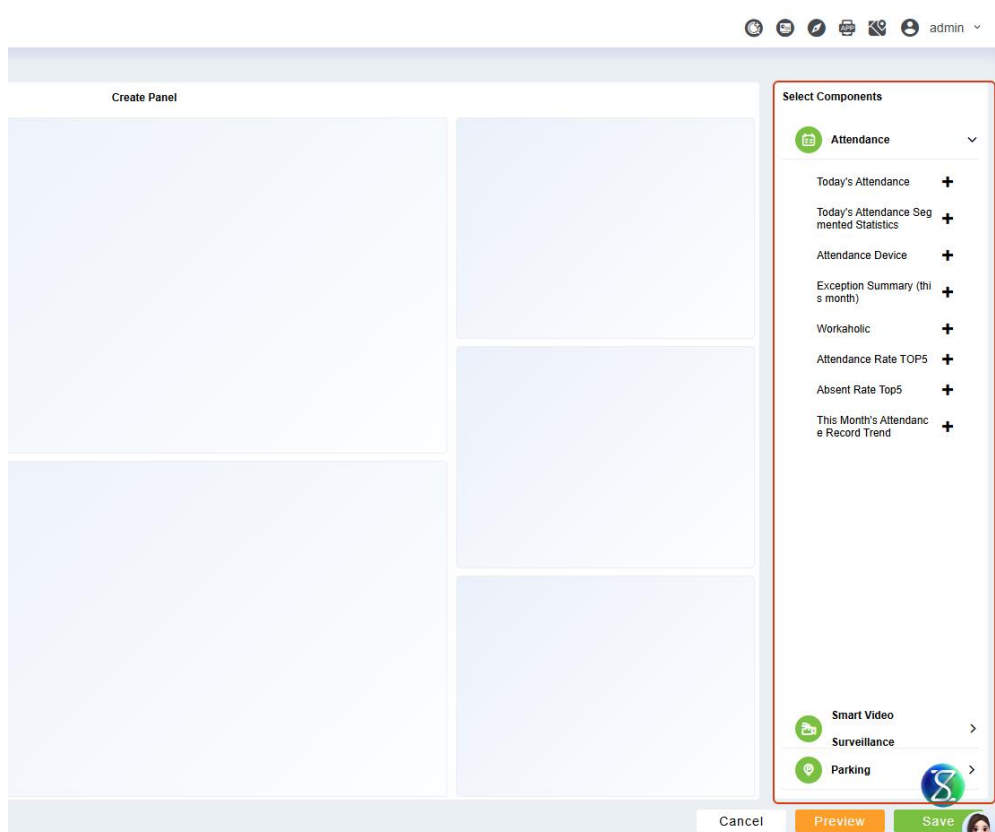 APP
admin
Create Panel
Select Components
Attendance
Today's Attendance
Today's Attendance Seg
mented Statistics
Attendance Device
Exception Summary (thi
s month)
Workaholic
Attendance Rate TOP5
Absent Rate Top5
This Month's Attendanc
e Record Trend
Smart Video
Surveillance
Parking
Cancel
Preview
Save